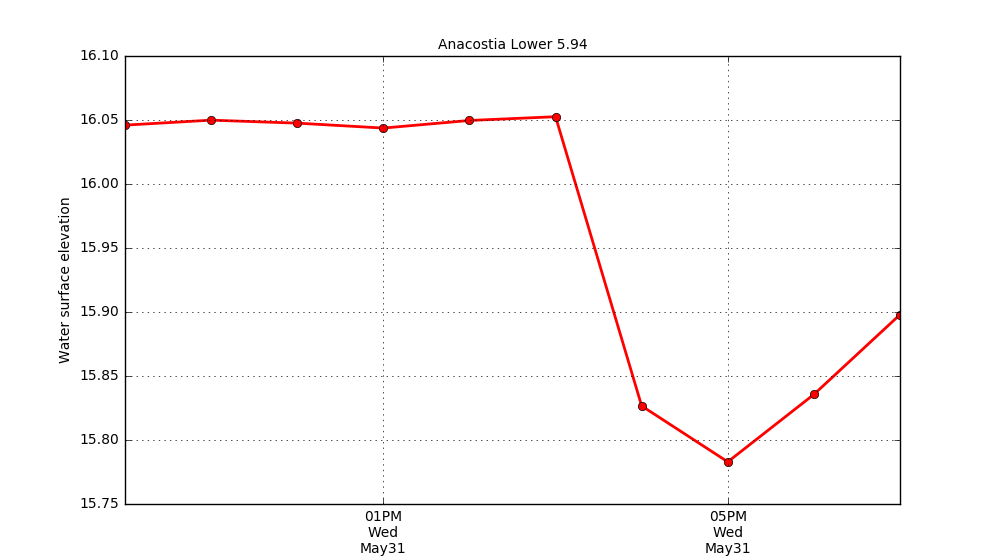 Anacostia Lower 5.94
16.10
16.05
16.00
15.95
15.90
15.85
15.80
15.75
Water surface elevation
01PM
Wed
May31
05PM
Wed
May31